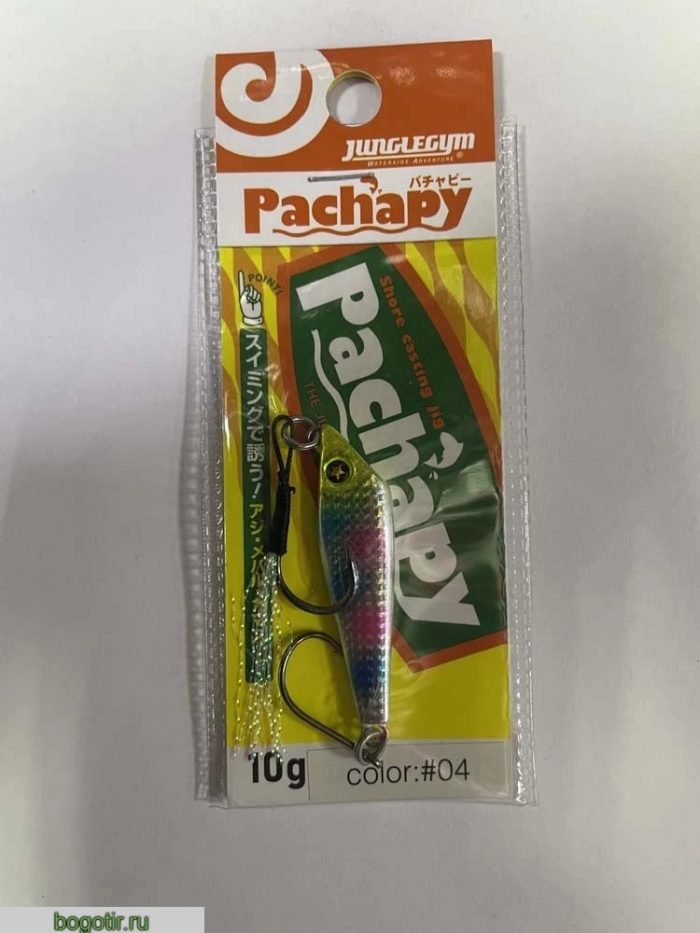 JUNGLEGYM
WATERSIDE ADVENTURE®
パチャピー
Pachapy
POINT!
スイミングで誘う!
アジ・メバル
Shore casting jig
Pachapy
THE
10g
color:#04
bogotir.ru